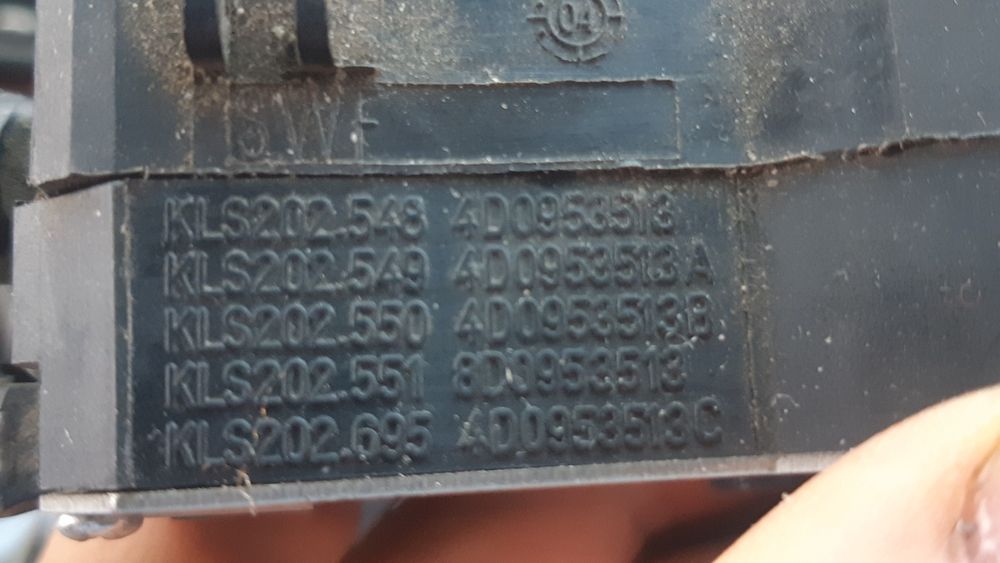 04
SWF
KLS202.548 4D0953513
KLS202.549 4D0953513A
KLS202.550 4D0953513B
KLS202.551 8D0953513
KLS202.695 4D0953513C